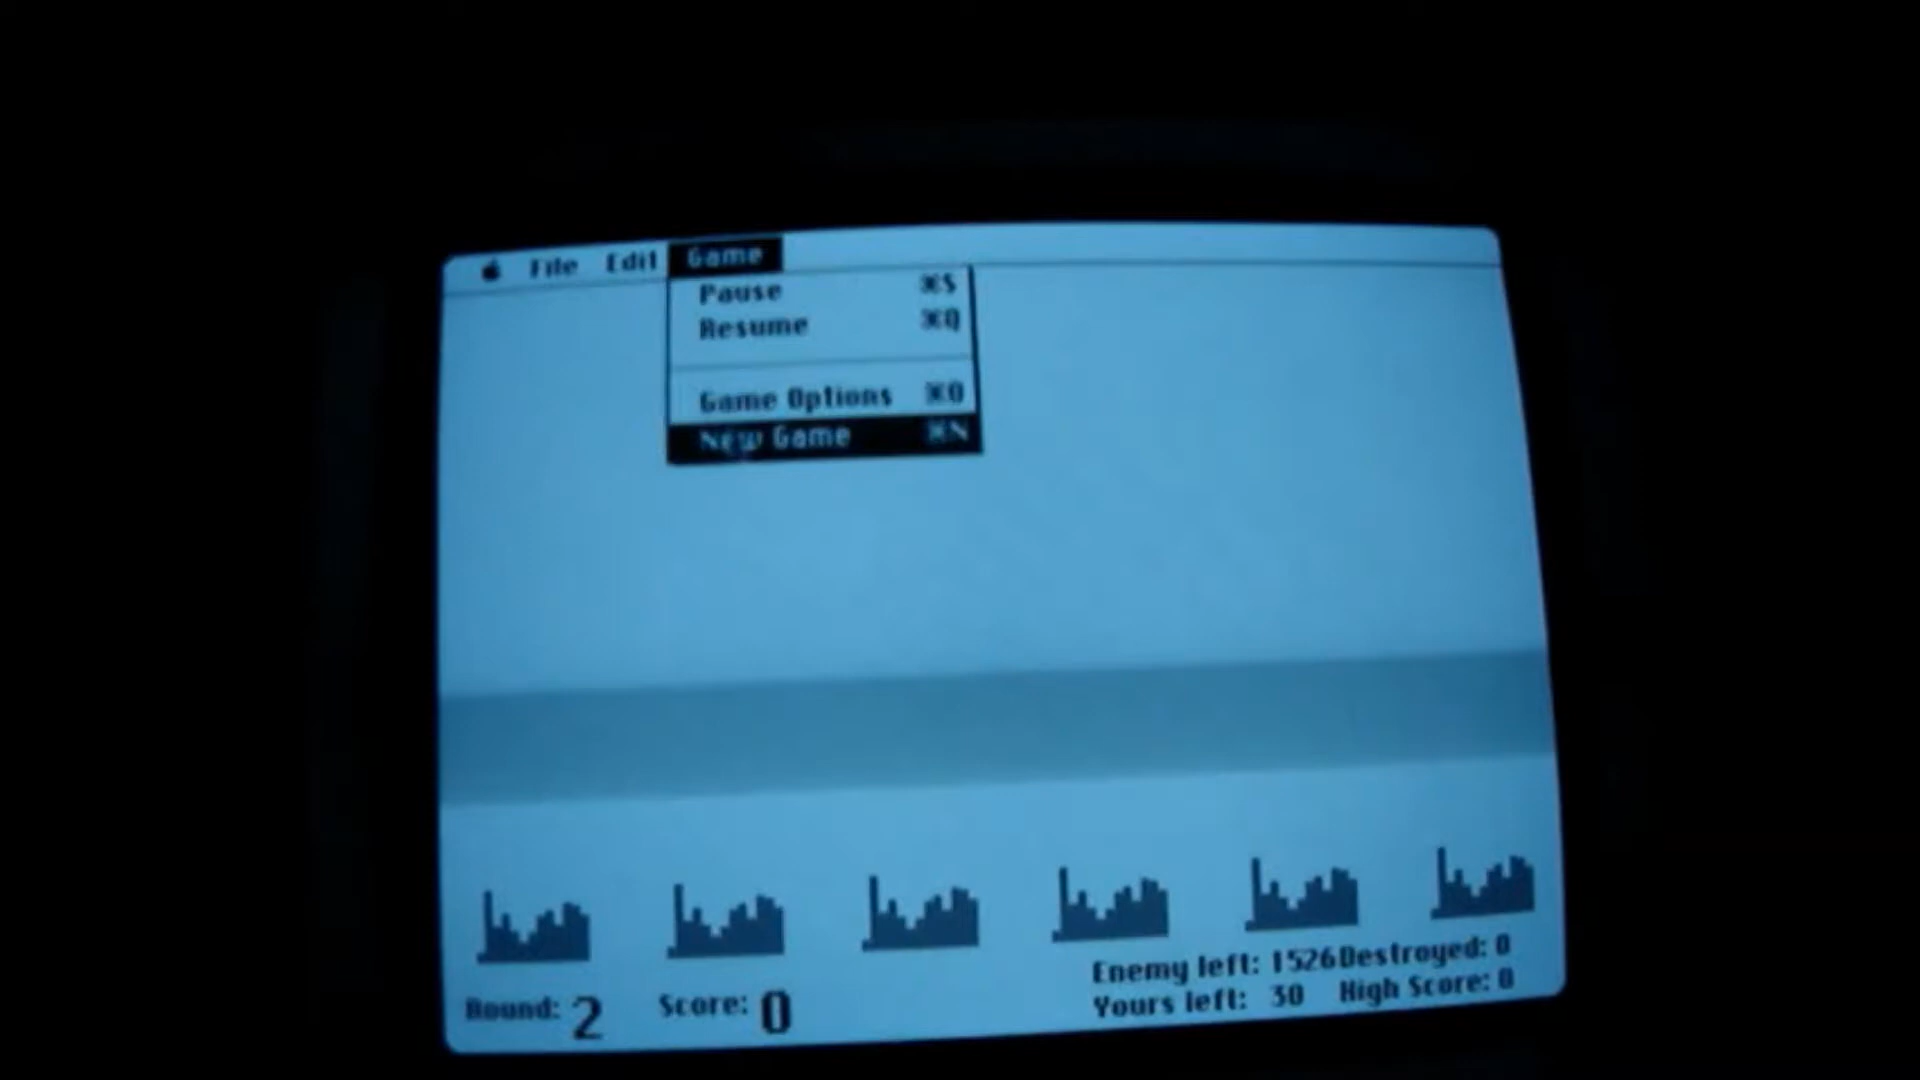 File Edit Game
Pause ⌘S
Resume ⌘Q
Game Options ⌘O
New Game ⌘N
Enemy left: 1526 Destroyed: 0
Yours left: 30 High Score: 0
Round: 2 Score: 0